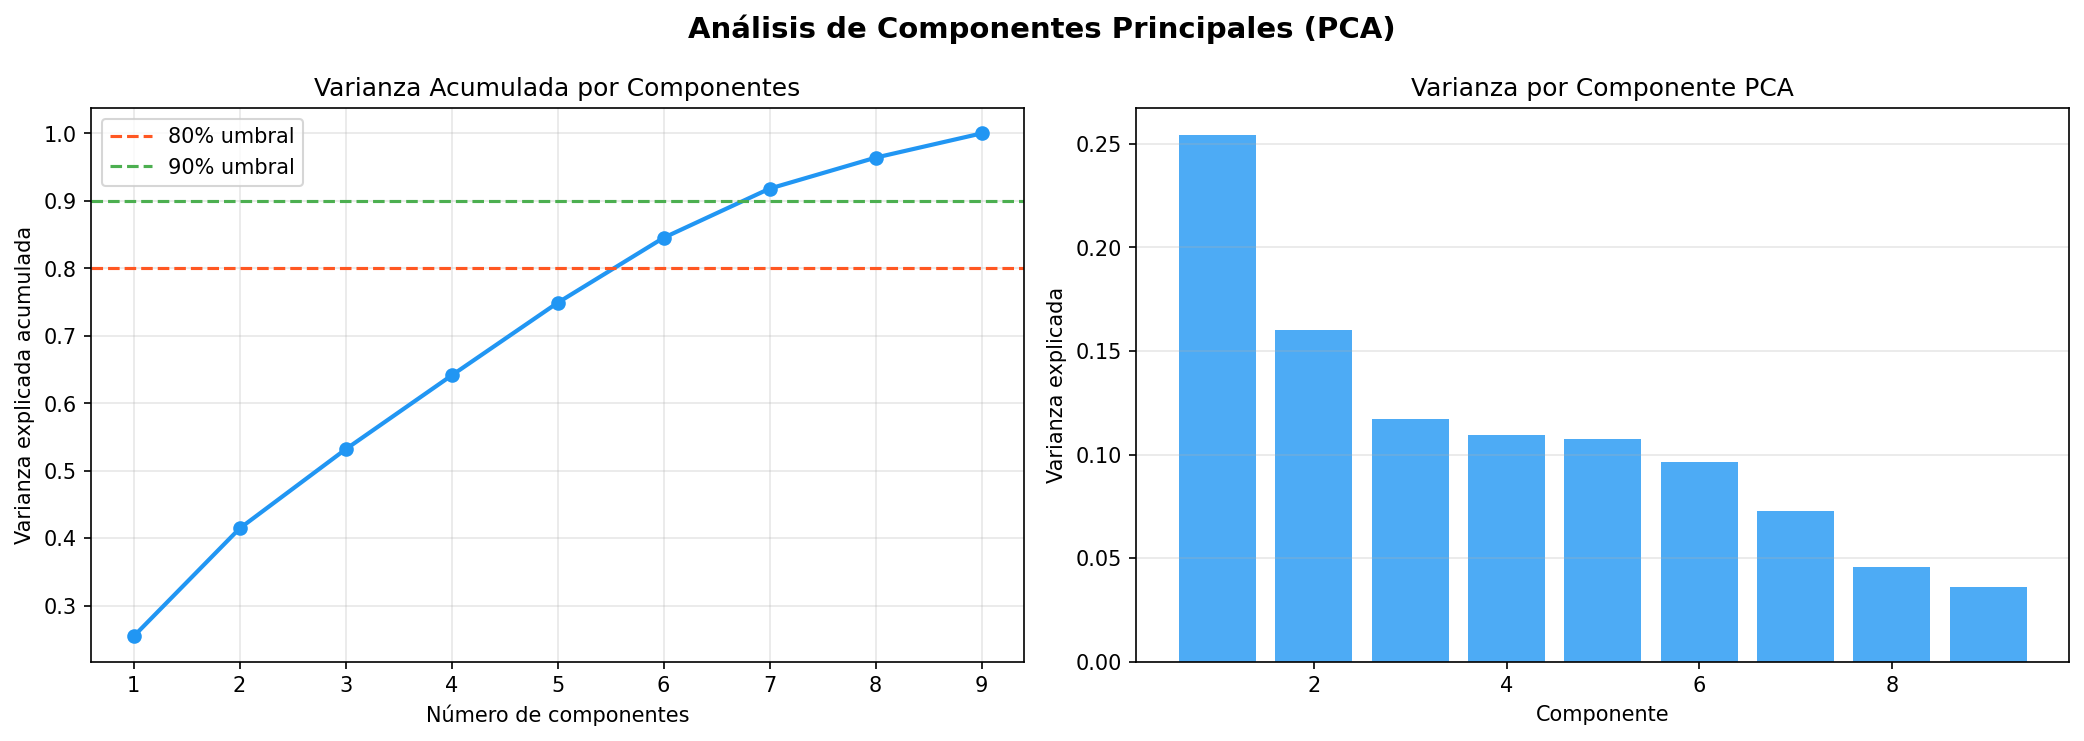 Análisis de Componentes Principales (PCA)
Varianza Acumulada por Componentes
80% umbral
90% umbral
Varianza explicada acumulada
1.0
0.9
0.8
0.7
0.6
0.5
0.4
0.3
1 2 3 4 5 6 7 8 9
Número de componentes
Varianza por Componente PCA
Varianza explicada
0.25
0.20
0.15
0.10
0.05
0.00
2 4 6 8
Componente